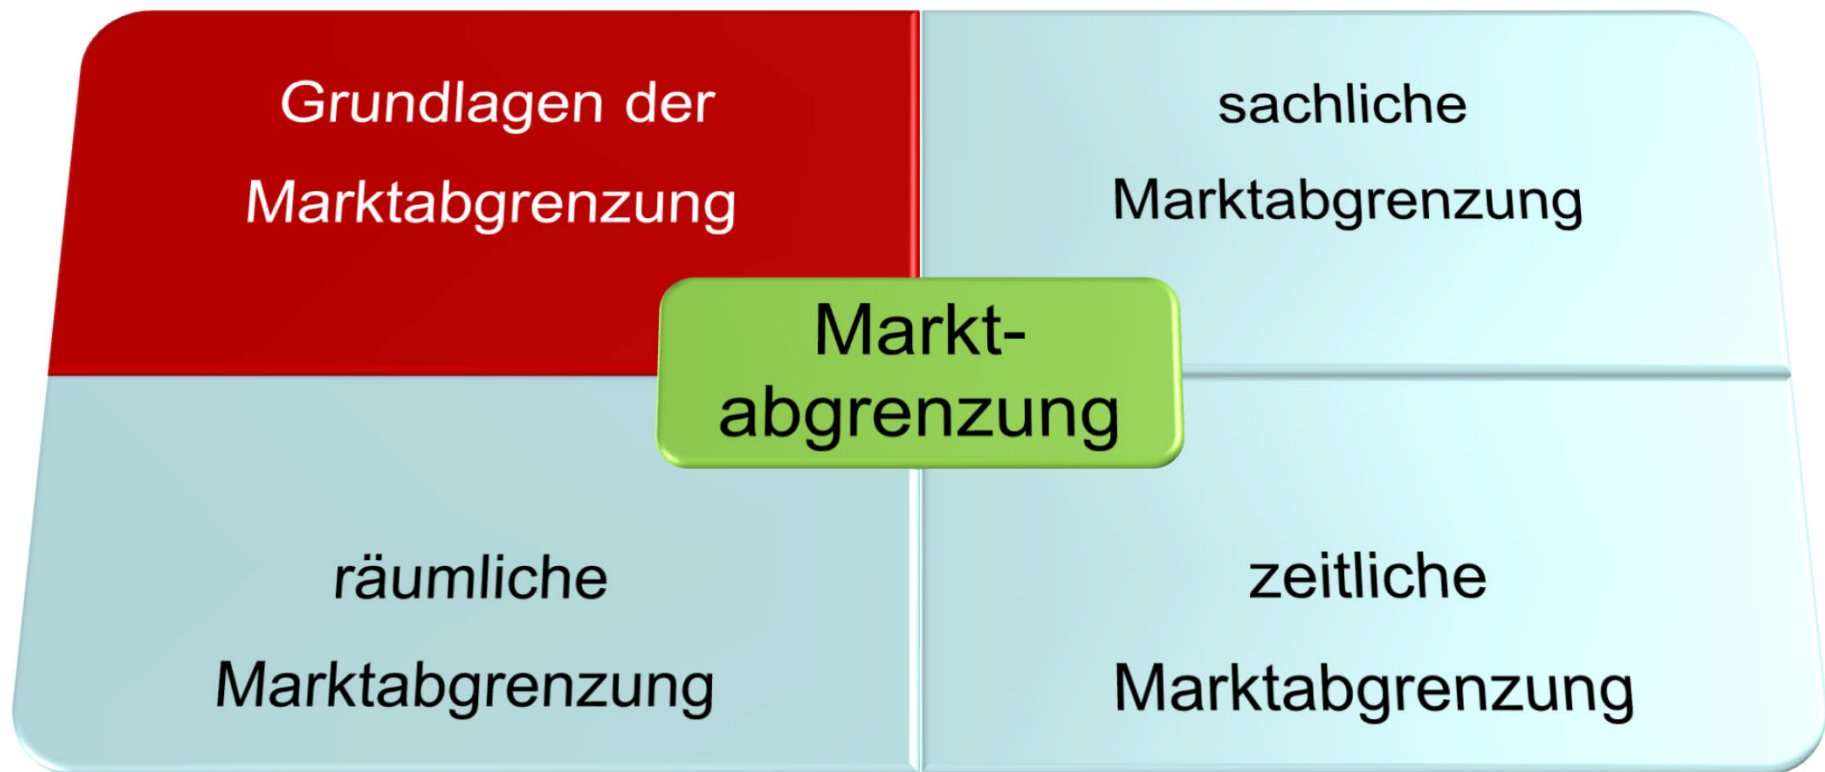 Grundlagen der
Marktabgrenzung
sachliche
Marktabgrenzung
Markt-
abgrenzung
räumliche
Marktabgrenzung
zeitliche
Marktabgrenzung